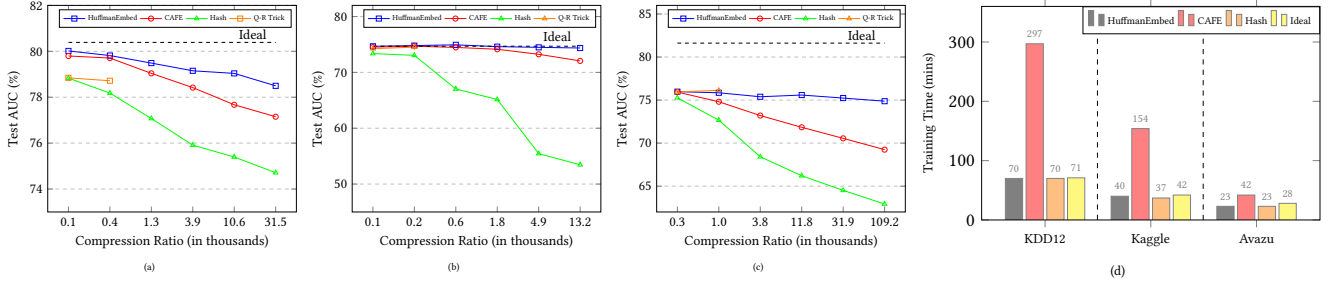 HuffmanEmbed CAFE Hash Q-R Trick
Ideal
82
80
78
76
74
Test AUC (%)
0.1 0.4 1.3 3.9 10.6 31.5
Compression Ratio (in thousands)
(a)
HuffmanEmbed CAFE Hash Q-R Trick
Ideal
80
70
60
50
Test AUC (%)
0.1 0.2 0.6 1.8 4.9 13.2
Compression Ratio (in thousands)
(b)
HuffmanEmbed CAFE Hash Q-R Trick
Ideal
85
80
75
70
65
Test AUC (%)
0.3 1.0 3.8 11.8 31.9 109.2
Compression Ratio (in thousands)
(c)
HuffmanEmbed CAFE Hash Ideal
300
200
100
0
Training Time (mins)
70 297 70 71
40 154 37 42
23 42 23 28
KDD12 Kaggle Avazu
(d)